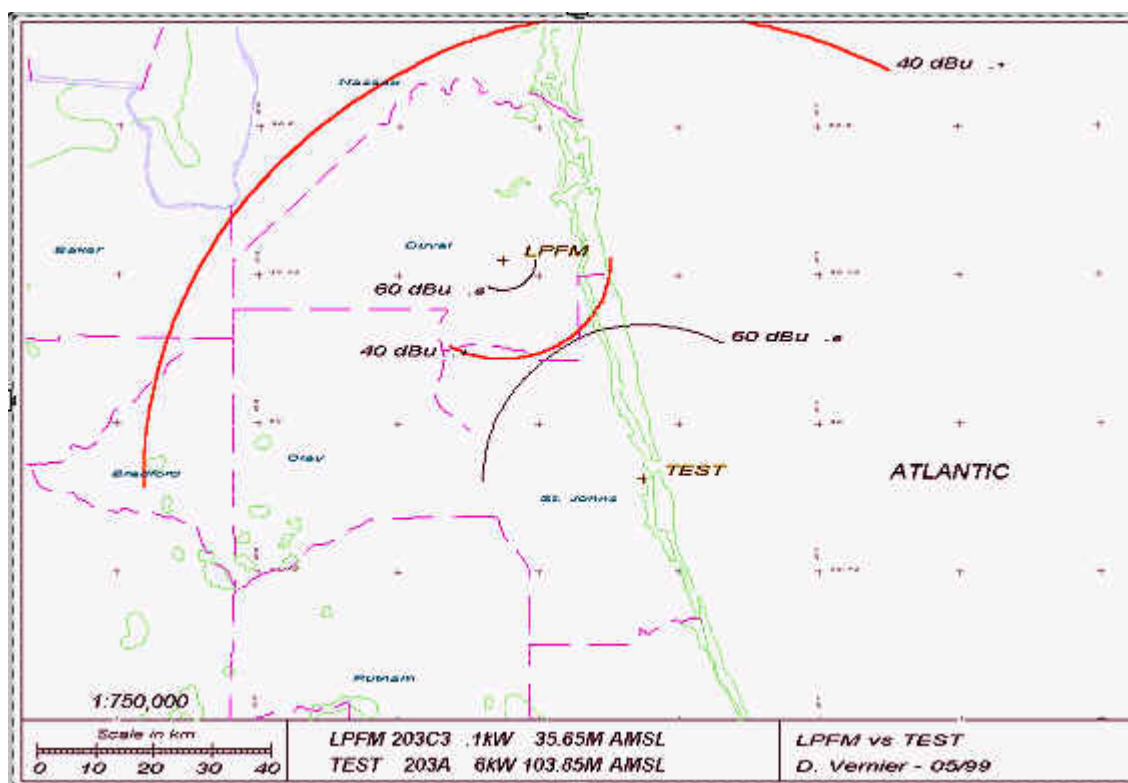 40 dBu
Nassau
Baker
Duval
LPFM
60 dBu
60 dBu
40 dBu
Bradford
TEST
ATLANTIC
St. Johns
Putnam
1:750,000
Scale in km
0 10 20 30 40
LPFM 203C3 .1kW 35.65M AMSL
TEST 203A 6kW 103.85M AMSL
LPFM vs TEST
D. Vernier - 05/99